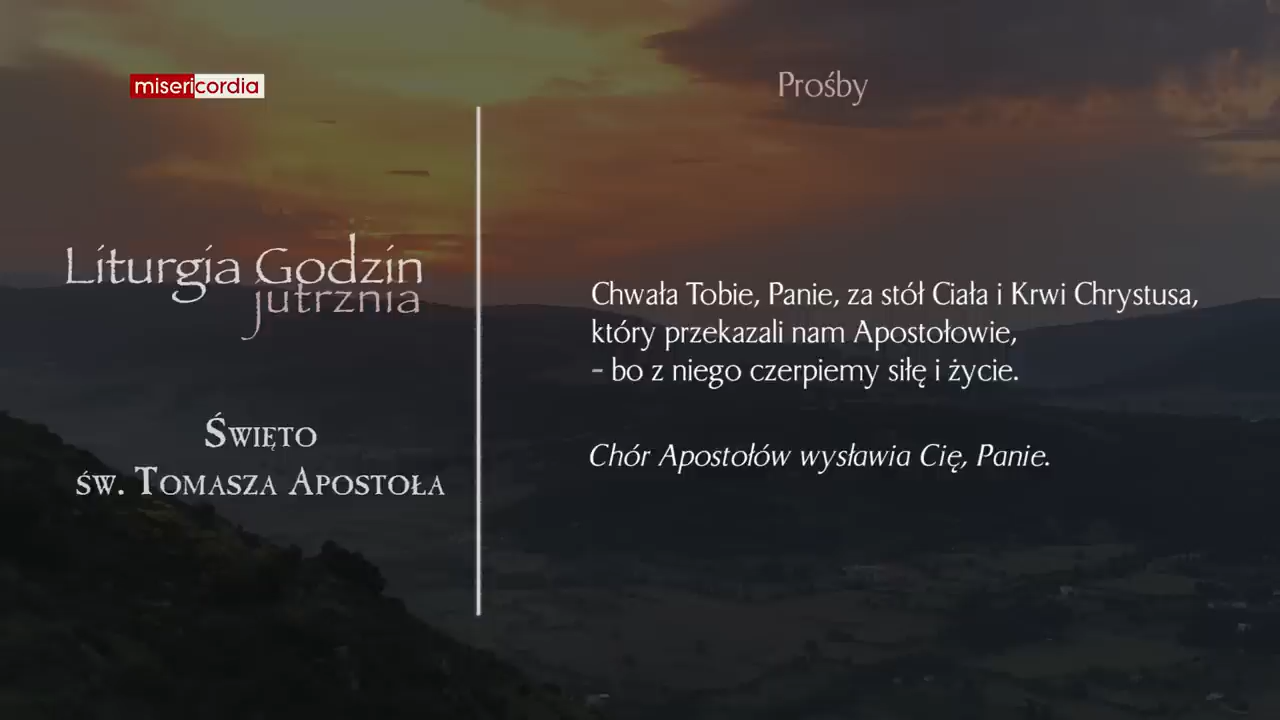 misericordia
Prośby
Liturgia Godzin
jutrznia
Święto
św. Tomasza Apostoła
Chwała Tobie, Panie, za stół Ciała i Krwi Chrystusa,
który przekazali nam Apostołowie,
- bo z niego czerpiemy siłę i życie.
Chór Apostołów wysławia Cię, Panie.